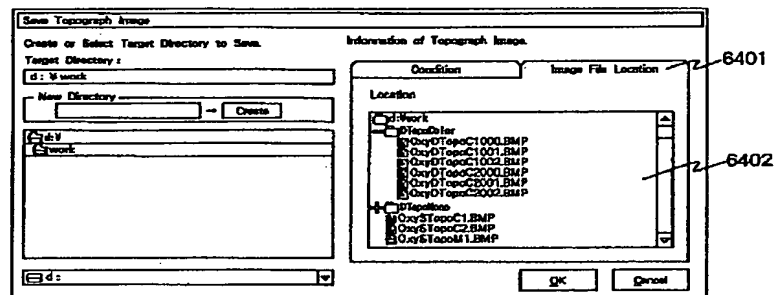 Save Topograph Image
Create or Select Target Directory to Save.
Target Directory :
d: ¥ work
New Directory
→ Create
d:¥
work
d:
Information of Topograph Image.
Condition
Image File Location
Location
d:¥work
DTopoColor
OxyDTopoC1000.BMP
OxyDTopoC1001.BMP
OxyDTopoC1002.BMP
OxyDTopoC2000.BMP
OxyDTopoC2001.BMP
OxyDTopoC2002.BMP
DTopoMono
OxySTopoC1.BMP
OxySTopoC2.BMP
OxySTopoM1.BMP
OK
Cancel
6401
6402